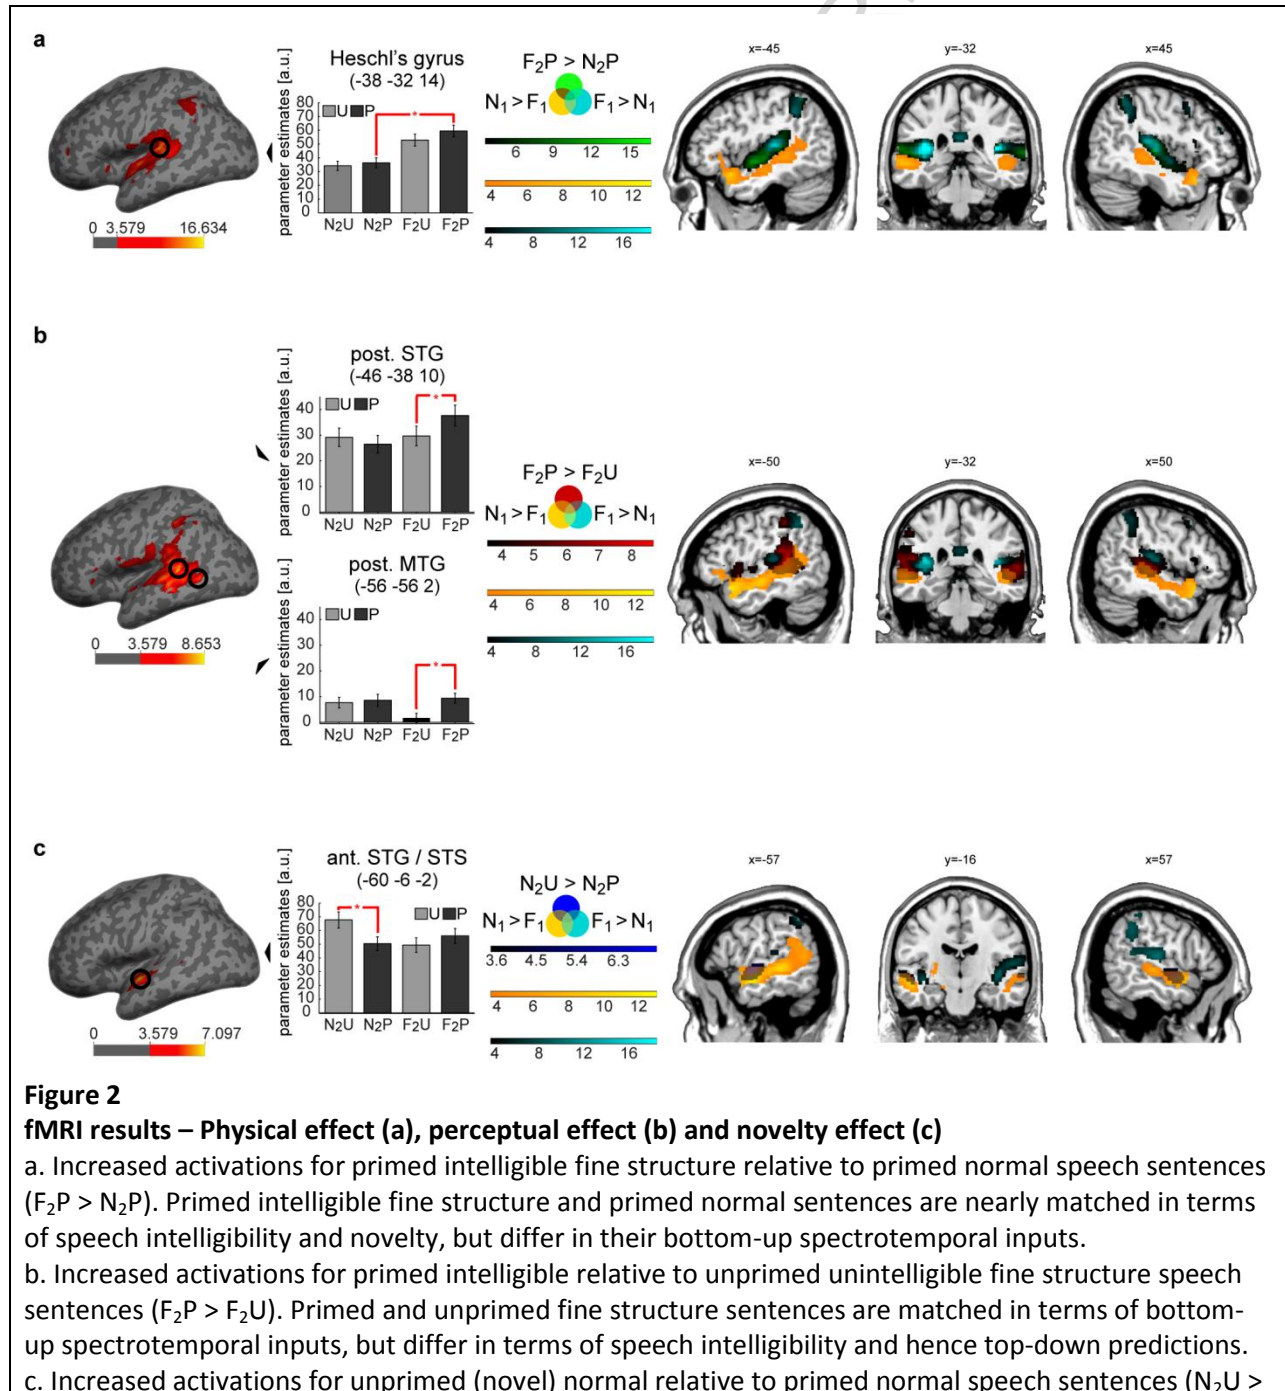 a
Heschl's gyrus
(-38 -32 14)
parameter estimates [a.u.]
80
70
60
50
40
30
20
10
0
U P
*
N₂U N₂P F₂U F₂P
0 3,579 16.634
F₂P > N₂P
N₁ > F₁ F₁ > N₁
6 9 12 15
4 6 8 10 12
4 8 12 16
x=-45
y=-32
x=45
b
post. STG
(-46 -38 10)
parameter estimates [a.u.]
40
30
20
10
0
U P
*
N₂U N₂P F₂U F₂P
post. MTG
(-56 -56 2)
parameter estimates [a.u.]
40
30
20
10
0
U P
*
N₂U N₂P F₂U F₂P
0 3.579 8.653
F₂P > F₂U
N₁ > F₁ F₁ > N₁
4 5 6 7 8
4 6 8 10 12
4 8 12 16
x=-50
y=-32
x=50
c
ant. STG / STS
(-60 -6 -2)
parameter estimates [a.u.]
80
70
60
50
40
30
20
10
0
U P
*
N₂U N₂P F₂U F₂P
0 3.579 7.097
N₂U > N₂P
N₁ > F₁ F₁ > N₁
3.6 4.5 5.4 6.3
4 6 8 10 12
4 8 12 16
x=-57
y=-16
x=57
Figure 2
fMRI results – Physical effect (a), perceptual effect (b) and novelty effect (c)
a. Increased activations for primed intelligible fine structure relative to primed normal speech sentences
(F₂P > N₂P). Primed intelligible fine structure and primed normal sentences are nearly matched in terms
of speech intelligibility and novelty, but differ in their bottom-up spectrotemporal inputs.
b. Increased activations for primed intelligible relative to unprimed unintelligible fine structure speech
sentences (F₂P > F₂U). Primed and unprimed fine structure sentences are matched in terms of bottom-
up spectrotemporal inputs, but differ in terms of speech intelligibility and hence top-down predictions.
c. Increased activations for unprimed (novel) normal relative to primed normal speech sentences (N₂U >